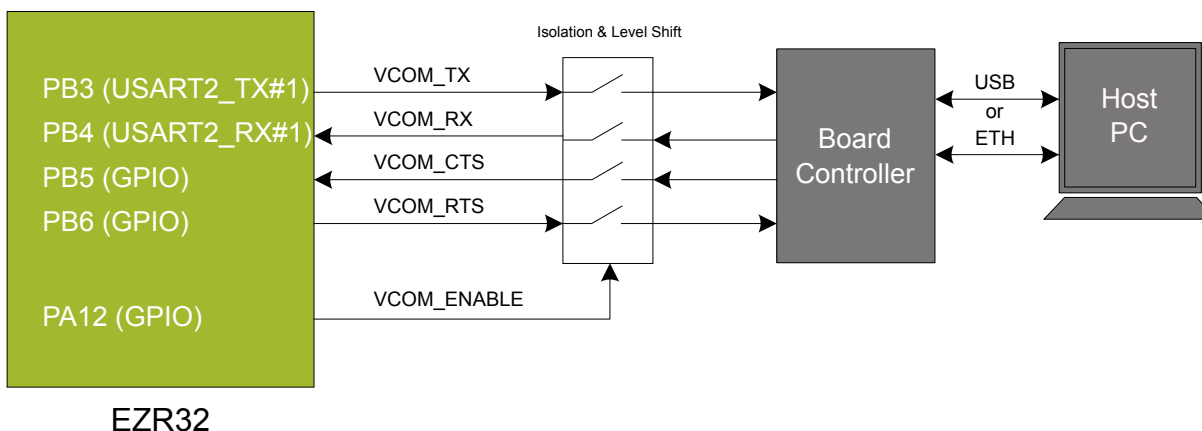 Isolation & Level Shift
PB3 (USART2_TX#1)
VCOM_TX
PB4 (USART2_RX#1)
VCOM_RX
PB5 (GPIO)
VCOM_CTS
PB6 (GPIO)
VCOM_RTS
PA12 (GPIO)
VCOM_ENABLE
Board
Controller
USB
or
ETH
Host
PC
EZR32